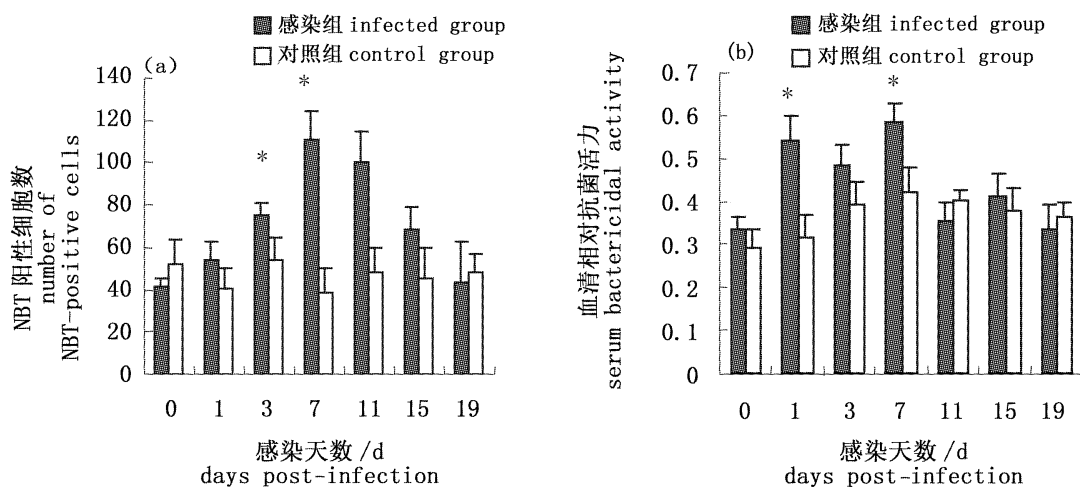 感染组 infected group
对照组 control group
(a)
140
120
100
80
60
40
20
0
NBT 阳性细胞数
number of
NBT-positive cells
*
*
0 1 3 7 11 15 19
感染天数 /d
days post-infection
感染组 infected group
对照组 control group
(b)
0.7
0.6
0.5
0.4
0.3
0.2
0.1
0
血清相对抗菌活力
serum bactericidal activity
*
*
0 1 3 7 11 15 19
感染天数 /d
days post-infection